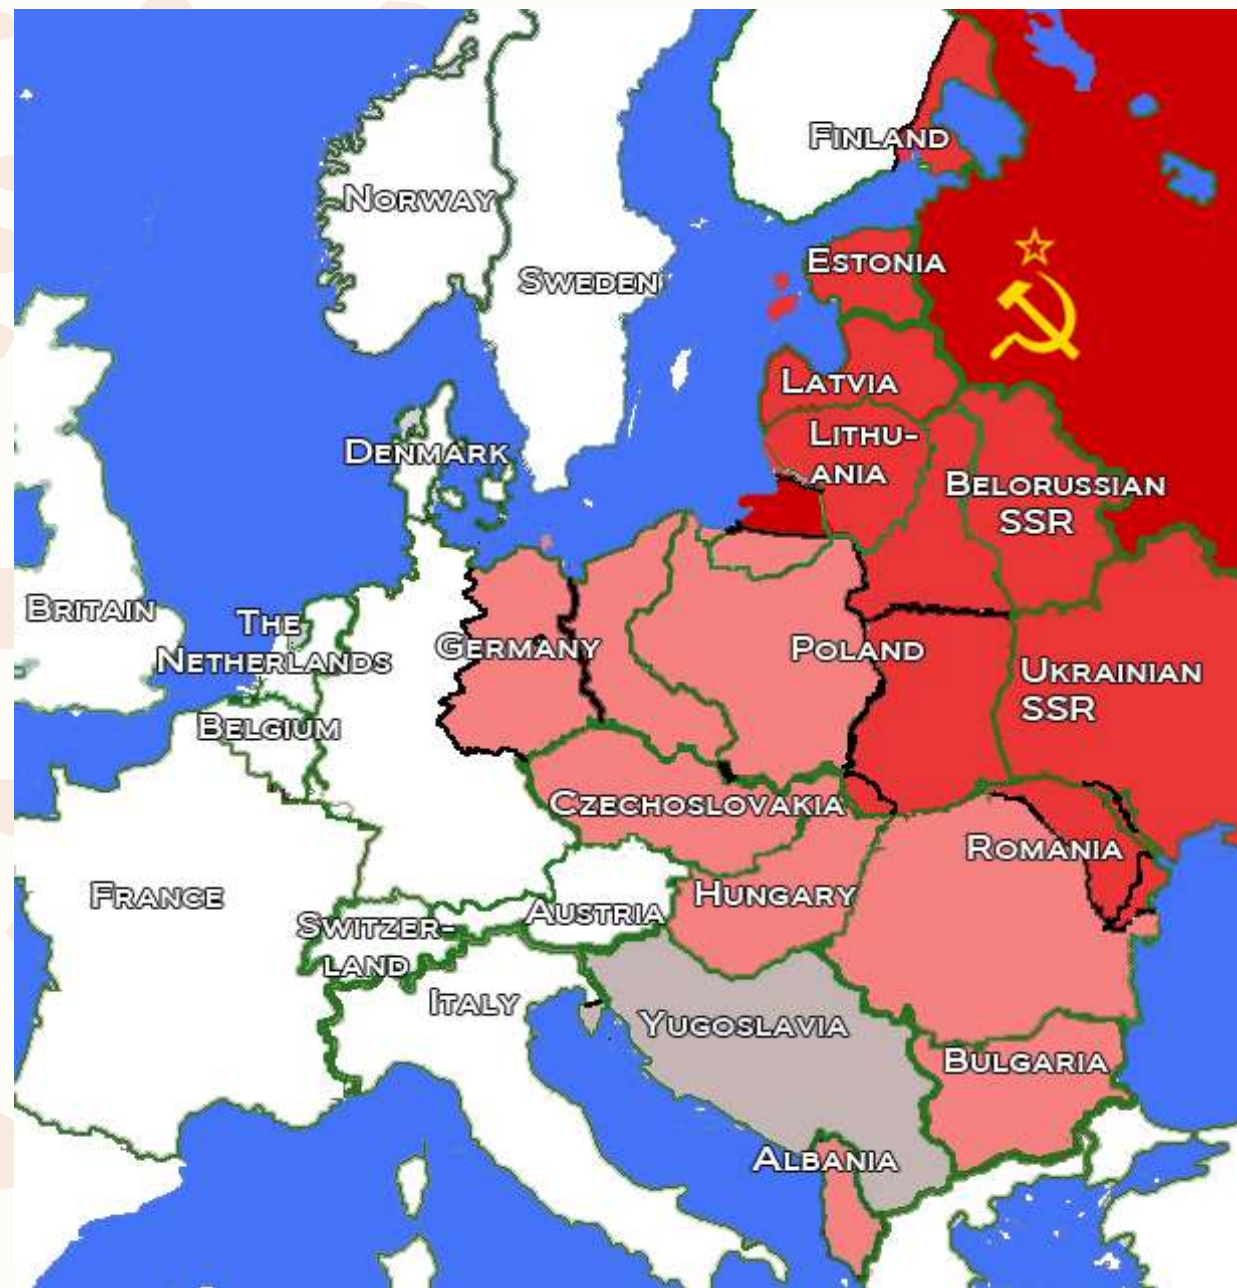 Finland
Norway
Estonia
Sweden
Latvia
Lithu-
ania
Denmark
Belorussian
SSR
Britain
The
Netherlands
Germany
Poland
Ukrainian
SSR
Belgium
Czechoslovakia
Romania
France
Hungary
Austria
Switzer-
land
Italy
Yugoslavia
Bulgaria
Albania